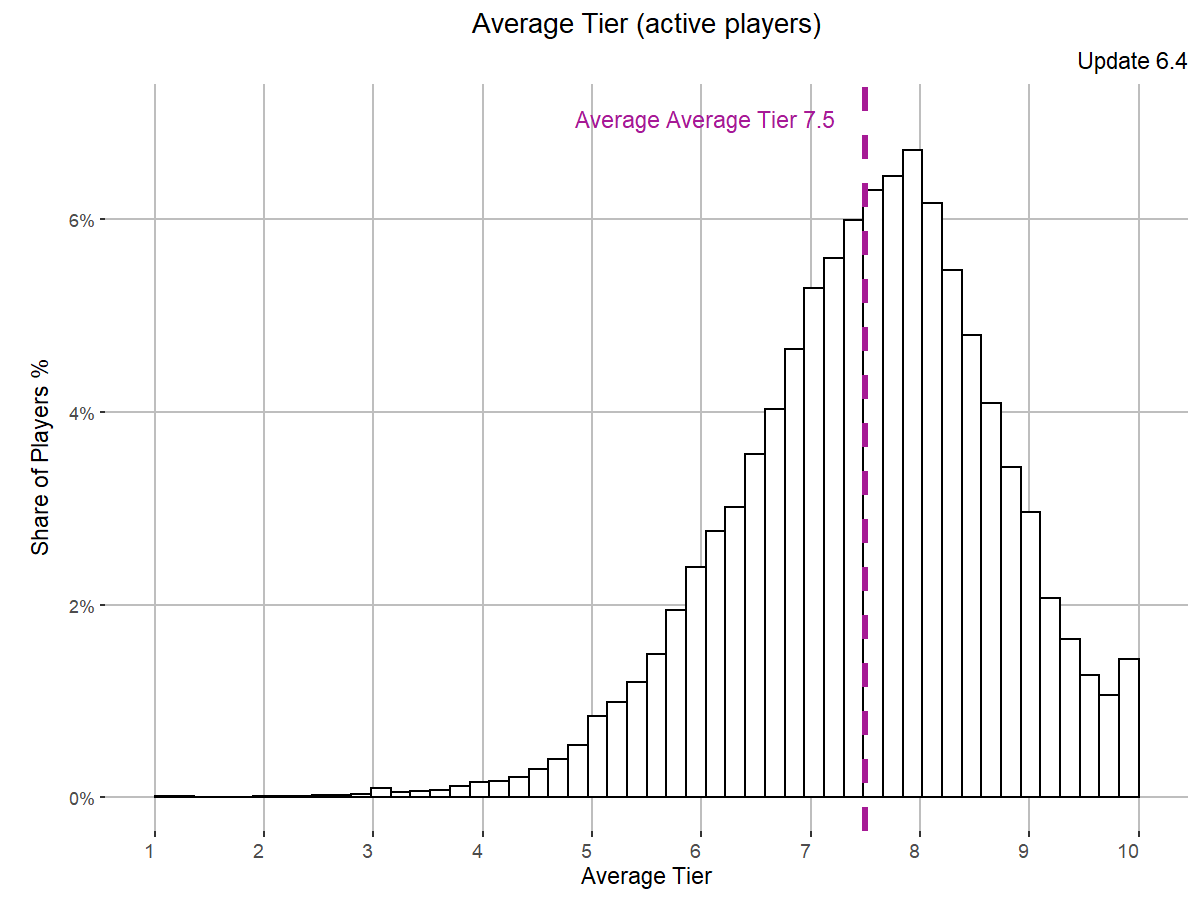 Average Tier (active players)
Update 6.4
Average Average Tier 7.5
6%
4%
2%
0%
Share of Players %
1 2 3 4 5 6 7 8 9 10
Average Tier